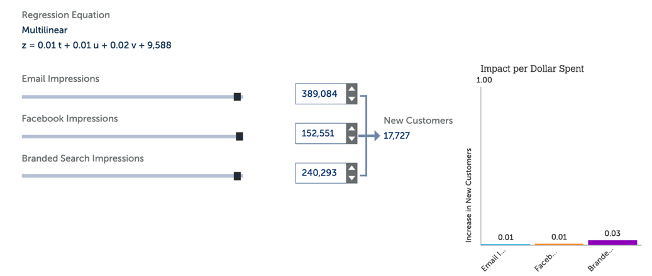 Regression Equation
Multilinear
z = 0.01 t + 0.01 u + 0.02 v + 9,588
Email Impressions
389,084
Facebook Impressions
152,551
Branded Search Impressions
240,293
New Customers
17,727
Impact per Dollar Spent
1.00
Increase in New Customers
0.01
0.01
0.03
Email I...
Faceb...
Brande...